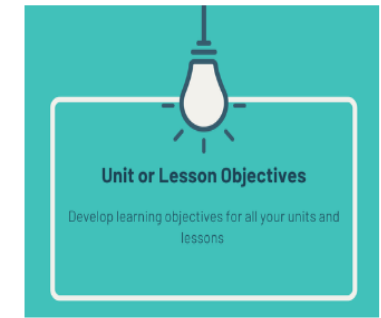 Unit or Lesson Objectives
Develop learning objectives for all your units and
lessons